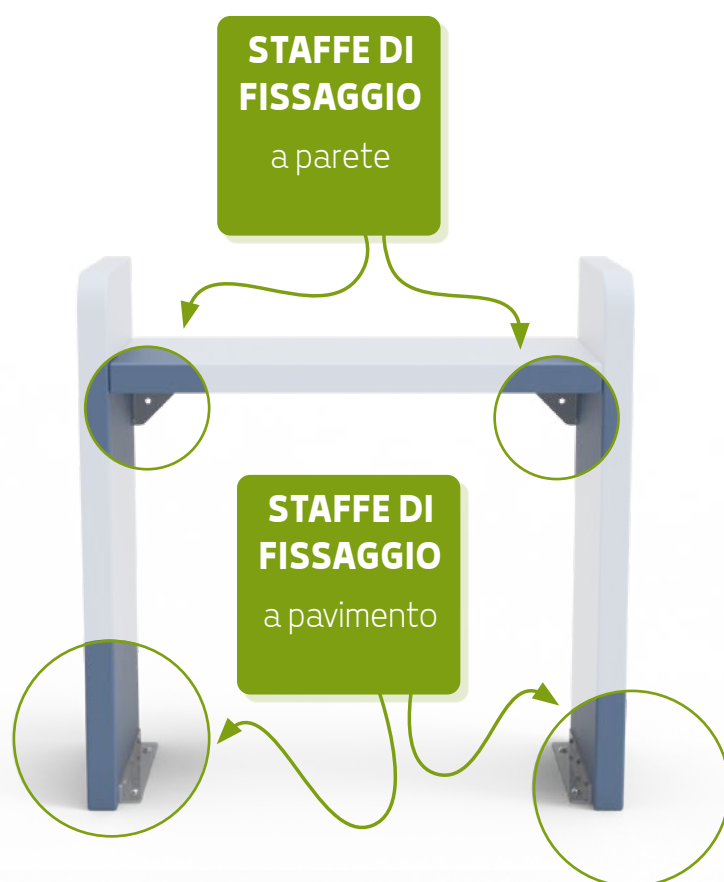 STAFFE DI
FISSAGGIO
a parete
STAFFE DI
FISSAGGIO
a pavimento